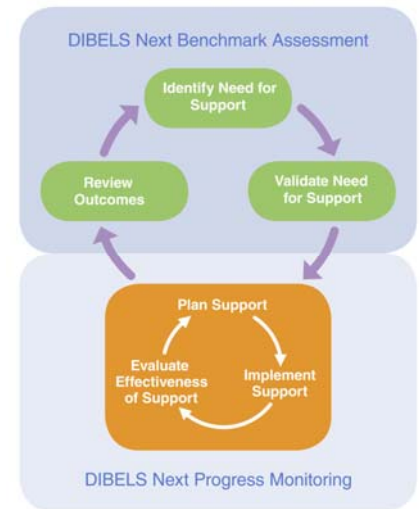 DIBELS Next Benchmark Assessment
Identify Need for
Support
Review
Outcomes
Validate Need
for Support
Plan Support
Evaluate
Effectiveness
of Support
Implement
Support
DIBELS Next Progress Monitoring